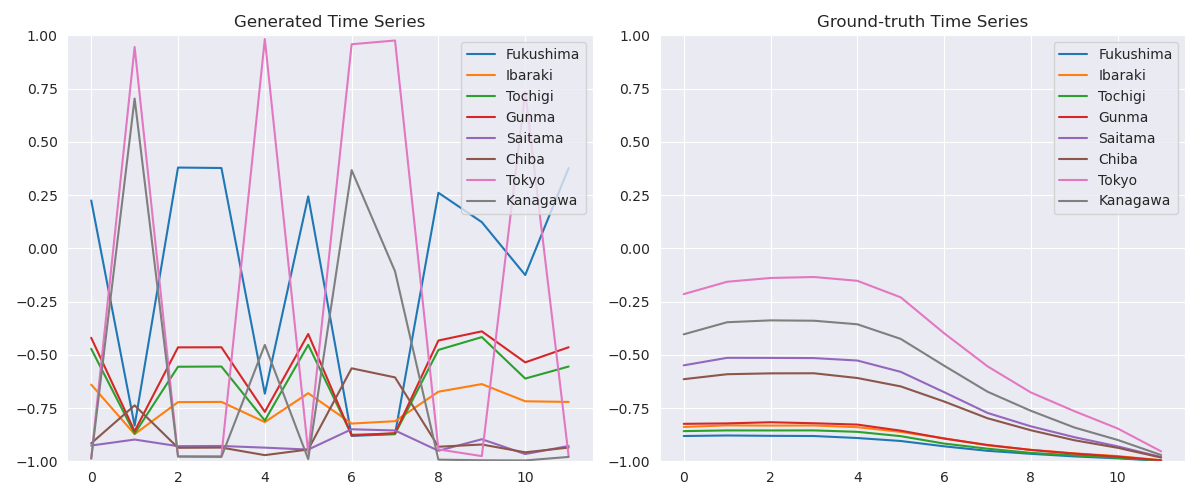 Generated Time Series
1.00
0.75
0.50
0.25
0.00
−0.25
−0.50
−0.75
−1.00
0 2 4 6 8 10
Fukushima
Ibaraki
Tochigi
Gunma
Saitama
Chiba
Tokyo
Kanagawa
Ground-truth Time Series
1.00
0.75
0.50
0.25
0.00
−0.25
−0.50
−0.75
−1.00
0 2 4 6 8 10
Fukushima
Ibaraki
Tochigi
Gunma
Saitama
Chiba
Tokyo
Kanagawa